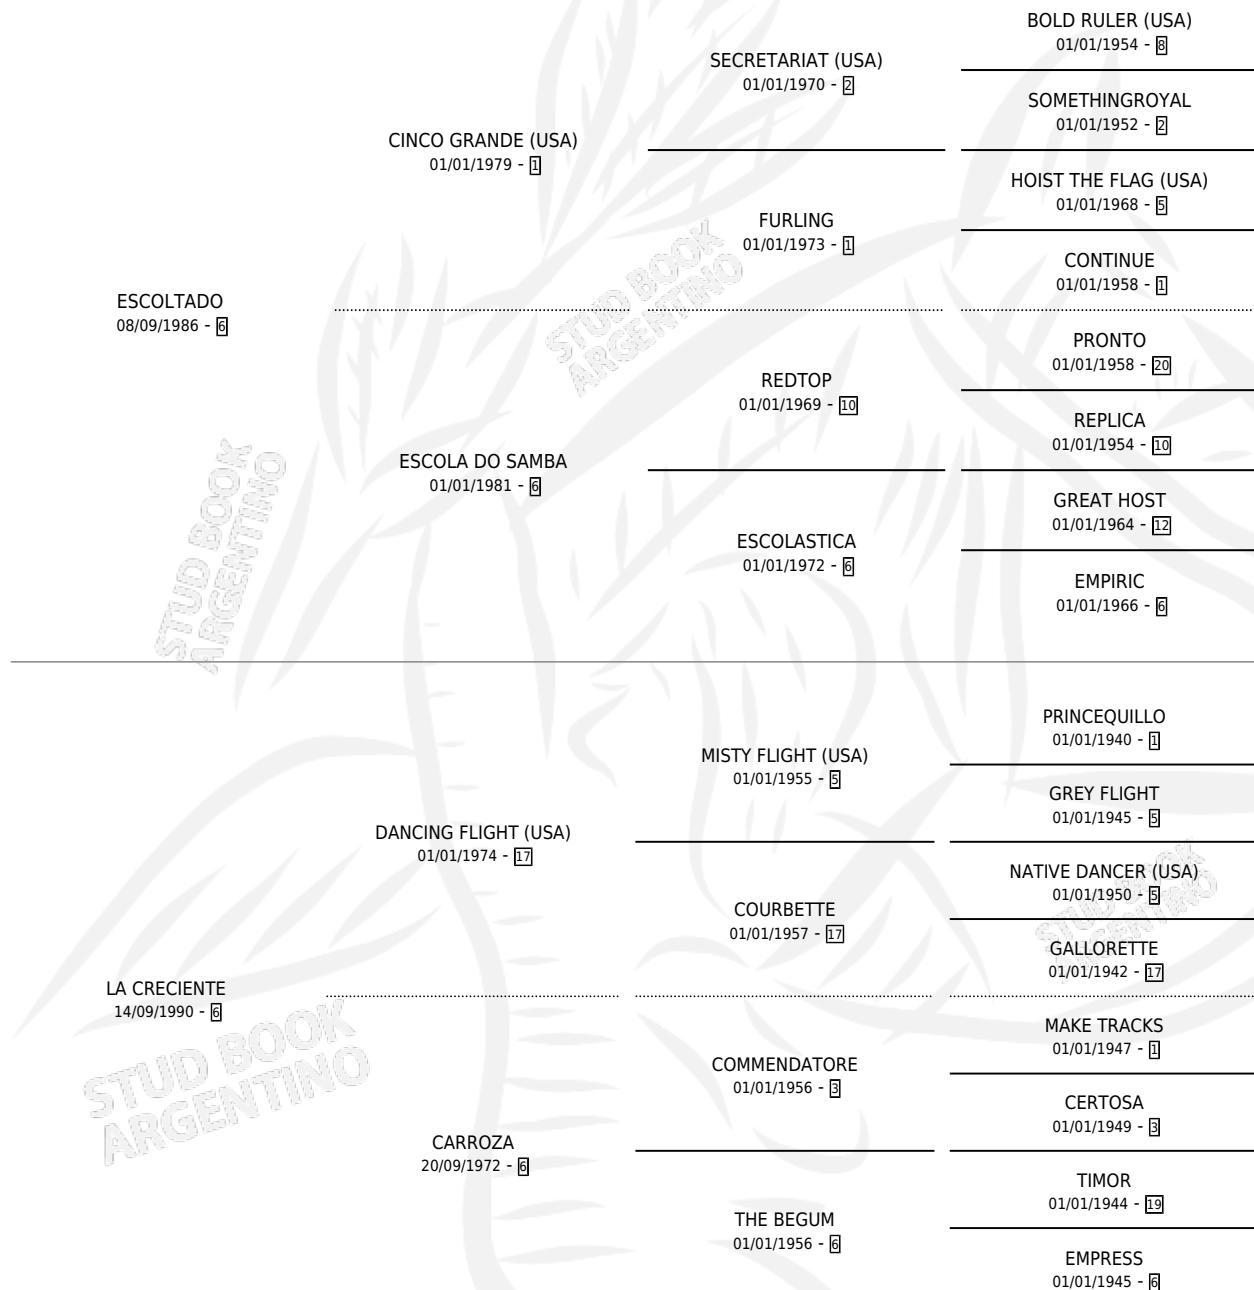 BOLD RULER (USA)
01/01/1954 - 8
SECRETARIAT (USA)
01/01/1970 - 2
SOMETHINGROYAL
01/01/1952 - 2
CINCO GRANDE (USA)
01/01/1979 - 1
HOIST THE FLAG (USA)
01/01/1968 - 5
FURLING
01/01/1973 - 1
CONTINUE
01/01/1958 - 1
ESCOLTADO
08/09/1986 - 6
PRONTO
01/01/1958 - 20
REDTOP
01/01/1969 - 10
REPLICA
01/01/1954 - 10
ESCOLA DO SAMBA
01/01/1981 - 6
GREAT HOST
01/01/1964 - 12
ESCOLASTICA
01/01/1972 - 6
EMPIRIC
01/01/1966 - 6
PRINCEQUILLO
01/01/1940 - 1
MISTY FLIGHT (USA)
01/01/1955 - 5
GREY FLIGHT
01/01/1945 - 5
DANCING FLIGHT (USA)
01/01/1974 - 17
NATIVE DANCER (USA)
01/01/1950 - 5
COURBETTE
01/01/1957 - 17
GALLORETTE
01/01/1942 - 17
LA CRECIENTE
14/09/1990 - 6
MAKE TRACKS
01/01/1947 - 1
COMMENDATORE
01/01/1956 - 3
CERTOSA
01/01/1949 - 3
CARROZA
20/09/1972 - 6
TIMOR
01/01/1944 - 19
THE BEGUM
01/01/1956 - 6
EMPRESS
01/01/1945 - 6
STUD BOOK
ARGENTINO
STUD BOOK
ARGENTINO
STUD BOOK
ARGENTINO
STUD BOOK
ARGENTINO